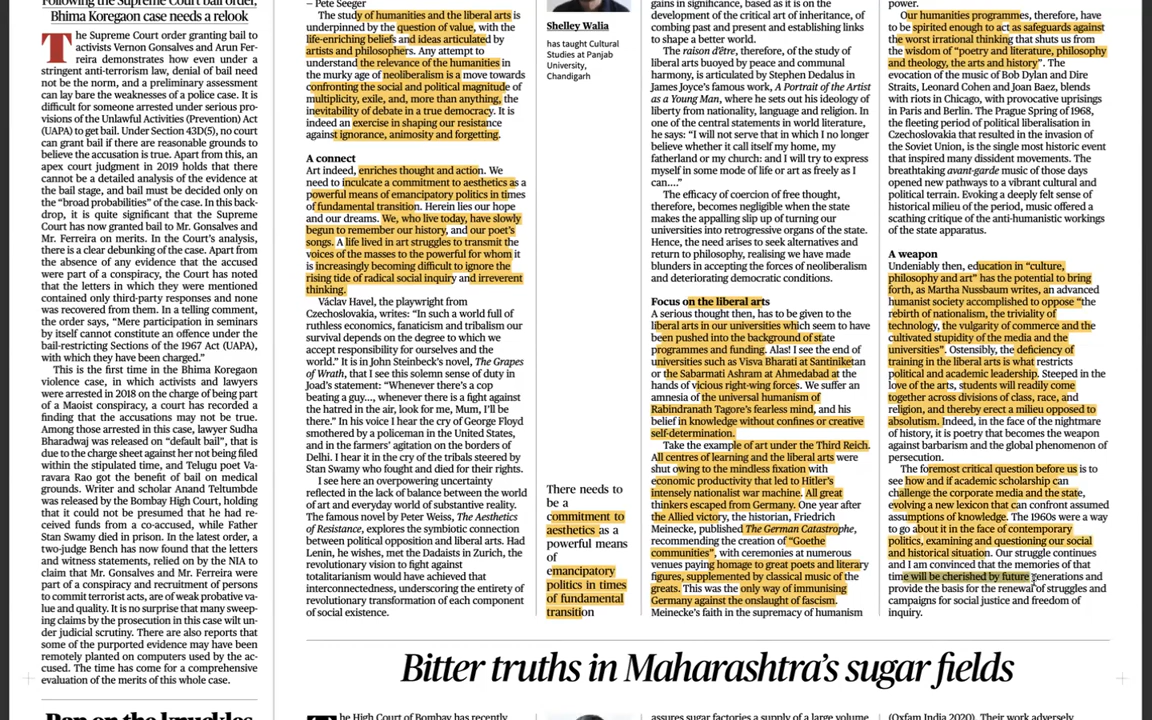 Following the Supreme Court bail order,
Bhima Koregaon case needs a relook
The Supreme Court order granting bail to
activists Vernon Gonsalves and Arun Fer-
reira demonstrates how even under a
stringent anti-terrorism law, denial of bail need
not be the norm, and a preliminary assessment
can lay bare the weaknesses of a police case. It is
difficult for someone arrested under serious pro-
visions of the Unlawful Activities (Prevention) Act
(UAPA) to get bail. Under Section 43D(5), no court
can grant bail if there are reasonable grounds to
believe the accusation is true. Apart from this, an
apex court judgment in 2019 holds that there
cannot be a detailed analysis of the evidence at
the bail stage, and bail must be decided only on
the “broad probabilities” of the case. In this back-
drop, it is quite significant that the Supreme
Court has now granted bail to Mr. Gonsalves and
Mr. Ferreira on merits. In the Court’s analysis,
there is a clear debunking of the case. Apart from
the absence of any evidence that the accused
were part of a conspiracy, the Court has noted
that the letters in which they were mentioned
contained only third-party responses and none
was recovered from them. In a telling comment,
the order says, “Mere participation in seminars
by itself cannot constitute an offence under the
bail-restricting Sections of the 1967 Act (UAPA),
with which they have been charged.”
This is the first time in the Bhima Koregaon
violence case, in which activists and lawyers
were arrested in 2018 on the charge of being part
of a Maoist conspiracy, a court has recorded a
finding that the accusations may not be true.
Among those arrested in this case, lawyer Sudha
Bharadwaj was released on “default bail”, that is
due to the charge sheet against her not being filed
within the stipulated time, and Telugu poet Va-
ravara Rao got the benefit of bail on medical
grounds. Writer and scholar Anand Teltumbde
was released by the Bombay High Court, holding
that it could not be presumed that he had re-
ceived funds from a co-accused, while Father
Stan Swamy died in prison. In the latest order, a
two-judge Bench has now found that the letters
and witness statements, relied on by the NIA to
claim that Mr. Gonsalves and Mr. Ferreira were
part of a conspiracy and recruitment of persons
to commit terrorist acts, are of weak probative va-
lue and quality. It is no surprise that many sweep-
ing claims by the prosecution in this case wilt un-
der judicial scrutiny. There are also reports that
some of the purported evidence may have been
remotely planted on computers used by the ac-
cused. The time has come for a comprehensive
evaluation of the merits of this whole case.
Rap on the knuckles
— Pete Seeger
The study of humanities and the liberal arts is
underpinned by the question of value, with the
life-enriching beliefs and ideas articulated by
artists and philosophers. Any attempt to
understand the relevance of the humanities in
the murky age of neoliberalism is a move towards
confronting the social and political magnitude of
multiplicity, exile, and, more than anything, the
inevitability of debate in a true democracy. It is
indeed an exercise in shaping our resistance
against ignorance, animosity and forgetting.
A connect
Art indeed, enriches thought and action. We
need to inculcate a commitment to aesthetics as a
powerful means of emancipatory politics in times
of fundamental transition. Herein lies our hope
and our dreams. We, who live today, have slowly
begun to remember our history, and our poet’s
songs. A life lived in art struggles to transmit the
voices of the masses to the powerful for whom it
is increasingly becoming difficult to ignore the
rising tide of radical social inquiry and irreverent
thinking.
Václav Havel, the playwright from
Czechoslovakia, writes: “In such a world full of
ruthless economics, fanaticism and tribalism our
survival depends on the degree to which we
accept responsibility for ourselves and the
world.” It is in John Steinbeck’s novel, The Grapes
of Wrath, that I see this solemn sense of duty in
Joad’s statement: “Whenever there’s a cop
beating a guy..., whenever there is a fight against
the hatred in the air, look for me, Mum, I’ll be
there.” In his voice I hear the cry of George Floyd
smothered by a policeman in the United States,
and in the farmers’ agitation on the borders of
Delhi. I hear it in the cry of the tribals steered by
Stan Swamy who fought and died for their rights.
I see here an overpowering uncertainty
reflected in the lack of balance between the world
of art and everyday world of substantive reality.
The famous novel by Peter Weiss, The Aesthetics
of Resistance, explores the symbiotic connection
between political opposition and liberal arts. Had
Lenin, he wishes, met the Dadaists in Zurich, the
revolutionary vision to fight against
totalitarianism would have achieved that
interconnectedness, underscoring the entirety of
revolutionary transformation of each component
of social existence.
Shelley Walia
has taught Cultural
Studies at Panjab
University,
Chandigarh
There needs to
be a
commitment to
aesthetics as a
powerful means
of
emancipatory
politics in times
of fundamental
transition
gains in significance, based as it is on the
development of the critical art of inheritance, of
combing past and present and establishing links
to shape a better world.
The raison d’être, therefore, of the study of
liberal arts buoyed by peace and communal
harmony, is articulated by Stephen Dedalus in
James Joyce’s famous work, A Portrait of the Artist
as a Young Man, where he sets out his ideology of
liberty from nationality, language and religion. In
one of the central statements in world literature,
he says: “I will not serve that in which I no longer
believe whether it call itself my home, my
fatherland or my church: and I will try to express
myself in some mode of life or art as freely as I
can....”
The efficacy of coercion of free thought,
therefore, becomes negligible when the state
makes the appalling slip up of turning our
universities into retrogressive organs of the state.
Hence, the need arises to seek alternatives and
return to philosophy, realising we have made
blunders in accepting the forces of neoliberalism
and deteriorating democratic conditions.
Focus on the liberal arts
A serious thought then, has to be given to the
liberal arts in our universities which seem to have
been pushed into the background of state
programmes and funding. Alas! I see the end of
universities such as Visva Bharati at Santiniketan
or the Sabarmati Ashram at Ahmedabad at the
hands of vicious right-wing forces. We suffer an
amnesia of the universal humanism of
Rabindranath Tagore’s fearless mind, and his
belief in knowledge without confines or creative
self-determination.
Take the example of art under the Third Reich.
All centres of learning and the liberal arts were
shut owing to the mindless fixation with
economic productivity that led to Hitler’s
intensely nationalist war machine. All great
thinkers escaped from Germany. One year after
the Allied victory, the historian, Friedrich
Meinecke, published The German Catastrophe,
recommending the creation of “Goethe
communities”, with ceremonies at numerous
venues paying homage to great poets and literary
figures, supplemented by classical music of the
greats. This was the only way of immunising
Germany against the onslaught of fascism.
Meinecke’s faith in the supremacy of humanism
power.
Our humanities programmes, therefore, have
to be spirited enough to act as safeguards against
the worst irrational thinking that shuts us from
the wisdom of “poetry and literature, philosophy
and theology, the arts and history”. The
evocation of the music of Bob Dylan and Dire
Straits, Leonard Cohen and Joan Baez, blends
with riots in Chicago, with provocative uprisings
in Paris and Berlin. The Prague Spring of 1968,
the fleeting period of political liberalisation in
Czechoslovakia that resulted in the invasion of
the Soviet Union, is the single most historic event
that inspired many dissident movements. The
breathtaking avant-garde music of those days
opened new pathways to a vibrant cultural and
political terrain. Evoking a deeply felt sense of
historical milieu of the period, music offered a
scathing critique of the anti-humanistic workings
of the state apparatus.
A weapon
Undeniably then, education in “culture,
philosophy and art” has the potential to bring
forth, as Martha Nussbaum writes, an advanced
humanist society accomplished to oppose “the
rebirth of nationalism, the triviality of
technology, the vulgarity of commerce and the
cultivated stupidity of the media and the
universities”. Ostensibly, the deficiency of
training in the liberal arts is what restricts
political and academic leadership. Steeped in the
love of the arts, students will readily come
together across divisions of class, race, and
religion, and thereby erect a milieu opposed to
absolutism. Indeed, in the face of the nightmare
of history, it is poetry that becomes the weapon
against barbarism and the global phenomenon of
persecution.
The foremost critical question before us is to
see how and if academic scholarship can
challenge the corporate media and the state,
evolving a new lexicon that can confront assumed
assumptions of knowledge. The 1960s were a way
to go about it in the face of contemporary
politics, examining and questioning our social
and historical situation. Our struggle continues
and I am convinced that the memories of that
time will be cherished by future generations and
provide the basis for the renewal of struggles and
campaigns for social justice and freedom of
inquiry.
Bitter truths in Maharashtra’s sugar fields
he High Court of Bombay has recently
assures sugar factories a supply of a large volume
(Oxfam India 2020). Their work adversely